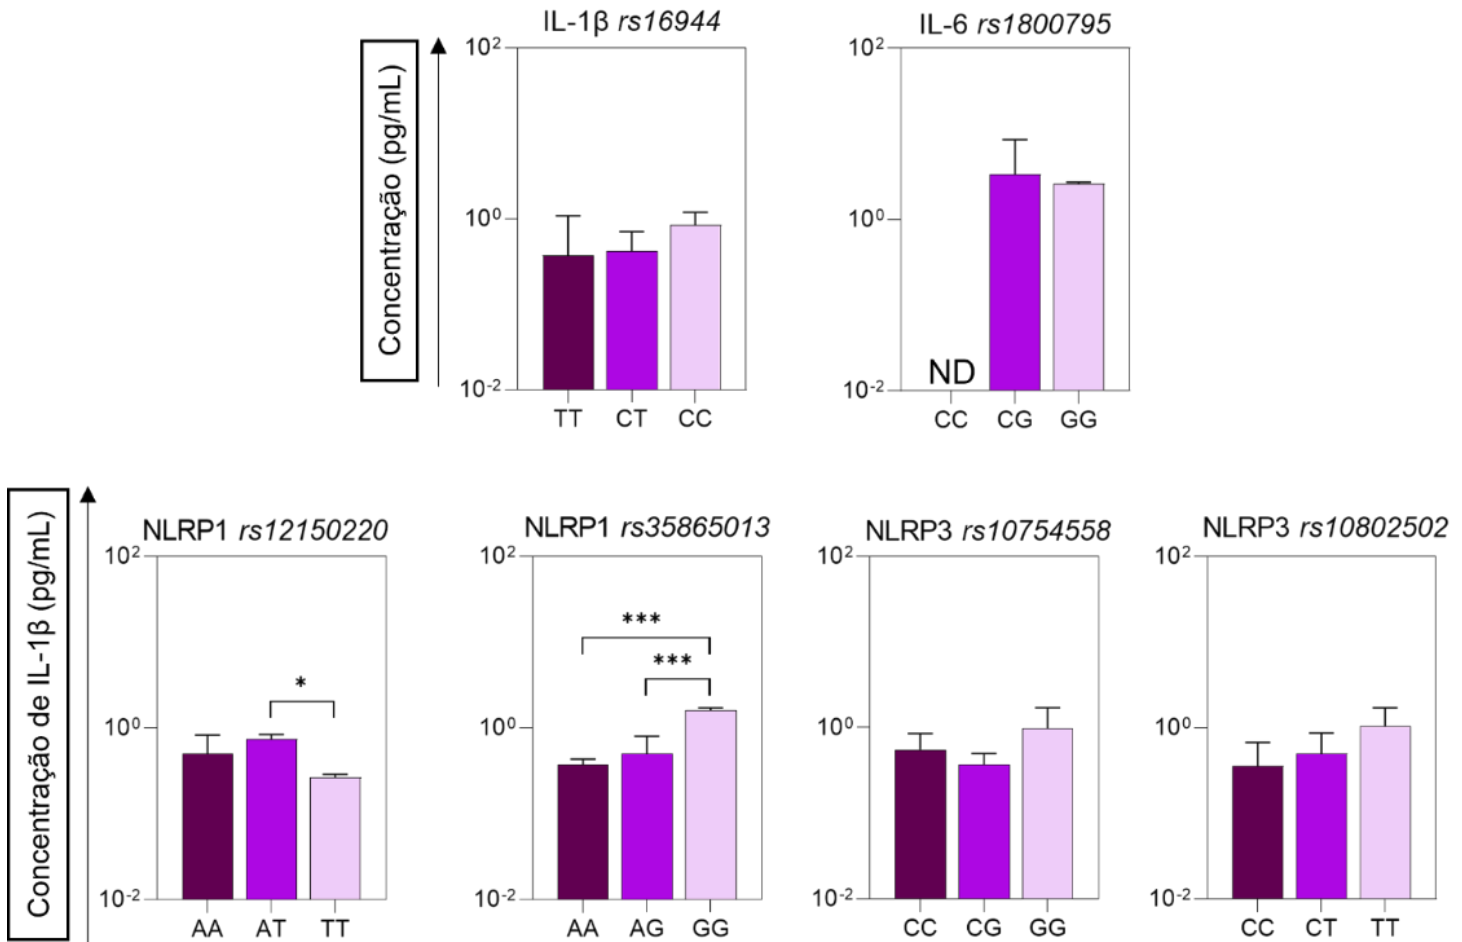 IL-1β rs16944
IL-6 rs1800795
Concentração (pg/mL)
10²
10⁰
10⁻²
TT CT CC
10²
10⁰
10⁻²
ND
CC CG GG
Concentração de IL-1β (pg/mL)
NLRP1 rs12150220
10²
10⁰
10⁻²
*
AA AT TT
NLRP1 rs35865013
10²
10⁰
10⁻²
***
***
AA AG GG
NLRP3 rs10754558
10²
10⁰
10⁻²
CC CG GG
NLRP3 rs10802502
10²
10⁰
10⁻²
CC CT TT